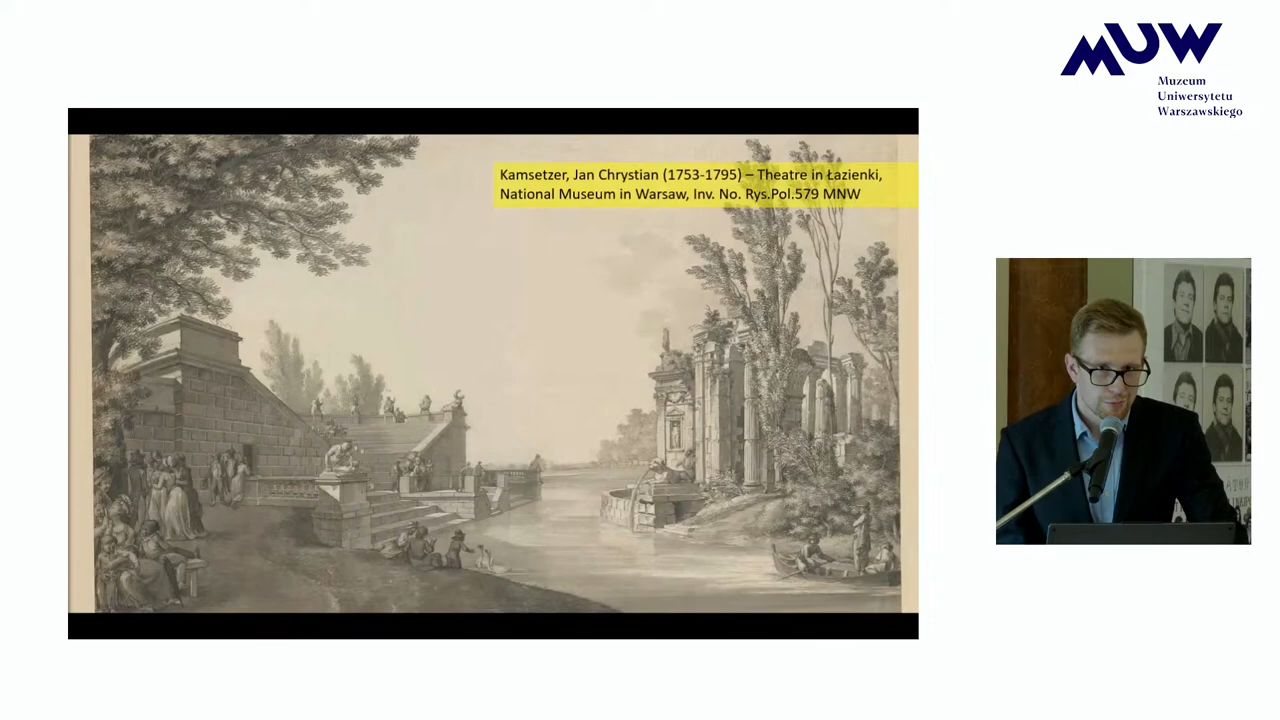 MUW
Muzeum
Uniwersytetu
Warszawskiego
Kamsetzer, Jan Chrystian (1753-1795) – Theatre in Łazienki,
National Museum in Warsaw, Inv. No. Rys.Pol.579 MNW